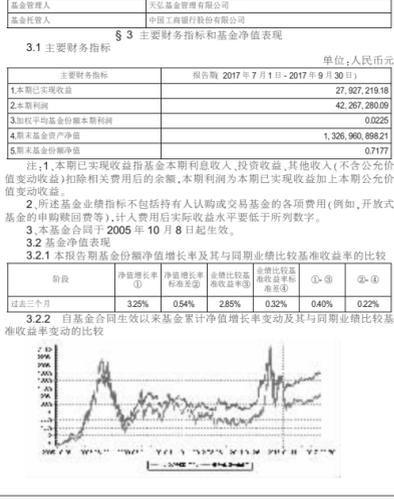 基金管理人 天弘基金管理有限公司
基金托管人 中国工商银行股份有限公司
§ 3 主要财务指标和基金净值表现
3.1 主要财务指标
单位:人民币元
主要财务指标 报告期( 2017 年 7 月 1 日 - 2017 年 9 月 30 日 )
1.本期已实现收益 27,927,219.18
2.本期利润 42,267,280.09
3.加权平均基金份额本期利润 0.0225
4.期末基金资产净值 1,326,960,898.21
5.期末基金份额净值 0.7177
注:1、本期已实现收益指基金本期利息收入、投资收益、其他收入(不含公允价
值变动收益)扣除相关费用后的余额,本期利润为本期已实现收益加上本期公允价
值变动收益。
2、所述基金业绩指标不包括持有人认购或交易基金的各项费用(例如,开放式
基金的申购赎回费等),计入费用后实际收益水平要低于所列数字。
3、本基金合同于 2005 年 10 月 8 日起生效。
3.2 基金净值表现
3.2.1 本报告期基金份额净值增长率及其与同期业绩比较基准收益率的比较
阶段 净值增长率① 净值增长率标准差② 业绩比较基准收益率③ 业绩比较基准收益率标准差④ ①-③ ②-④
过去三个月 3.25% 0.54% 2.85% 0.32% 0.40% 0.22%
3.2.2 自基金合同生效以来基金累计净值增长率变动及其与同期业绩比较基
准收益率变动的比较